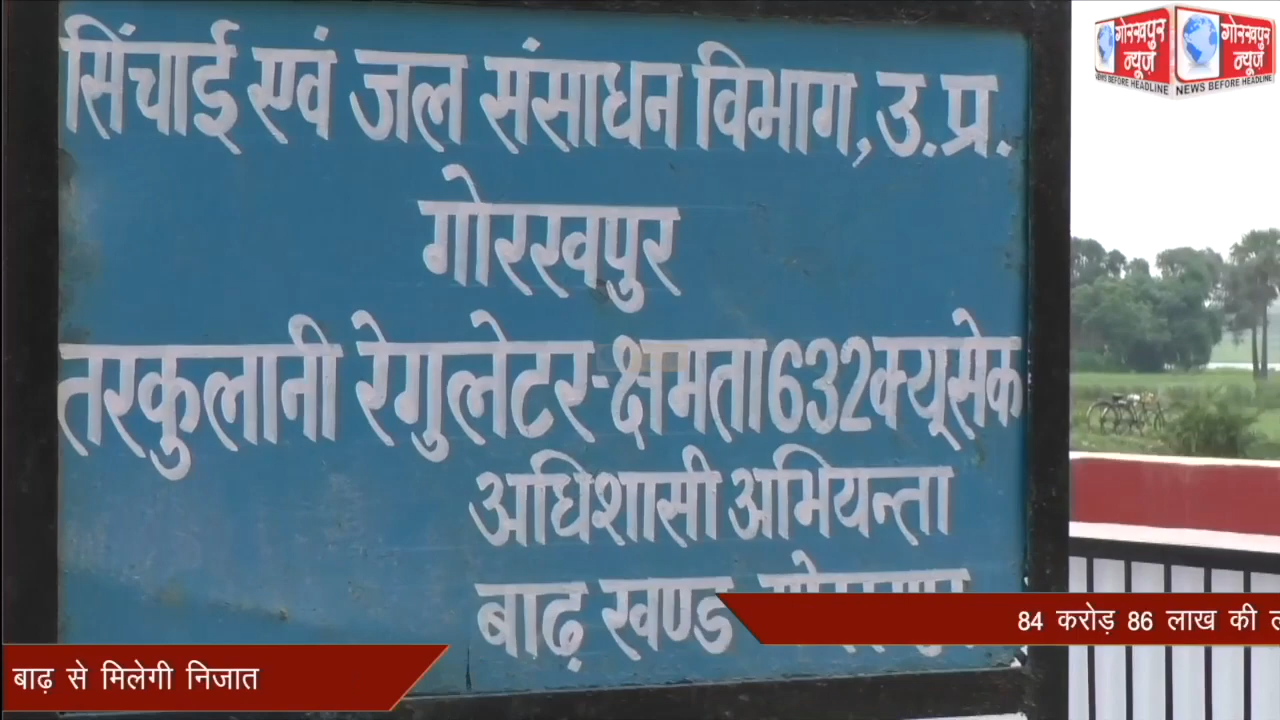 सिंचाई एवं जल संसाधन विभाग, उ.प्र.
गोरखपुर
तरकुलानी रेगुलेटर-क्षमता 632 क्यूसेक
अधिशासी अभियन्ता
बाढ़ खण्ड
84 करोड़ 86 लाख की
बाढ़ से मिलेगी निजात
गोरखपुर न्यूज़
NEWS BEFORE HEADLINE
गोरखपुर न्यूज़
NEWS BEFORE HEADLINE